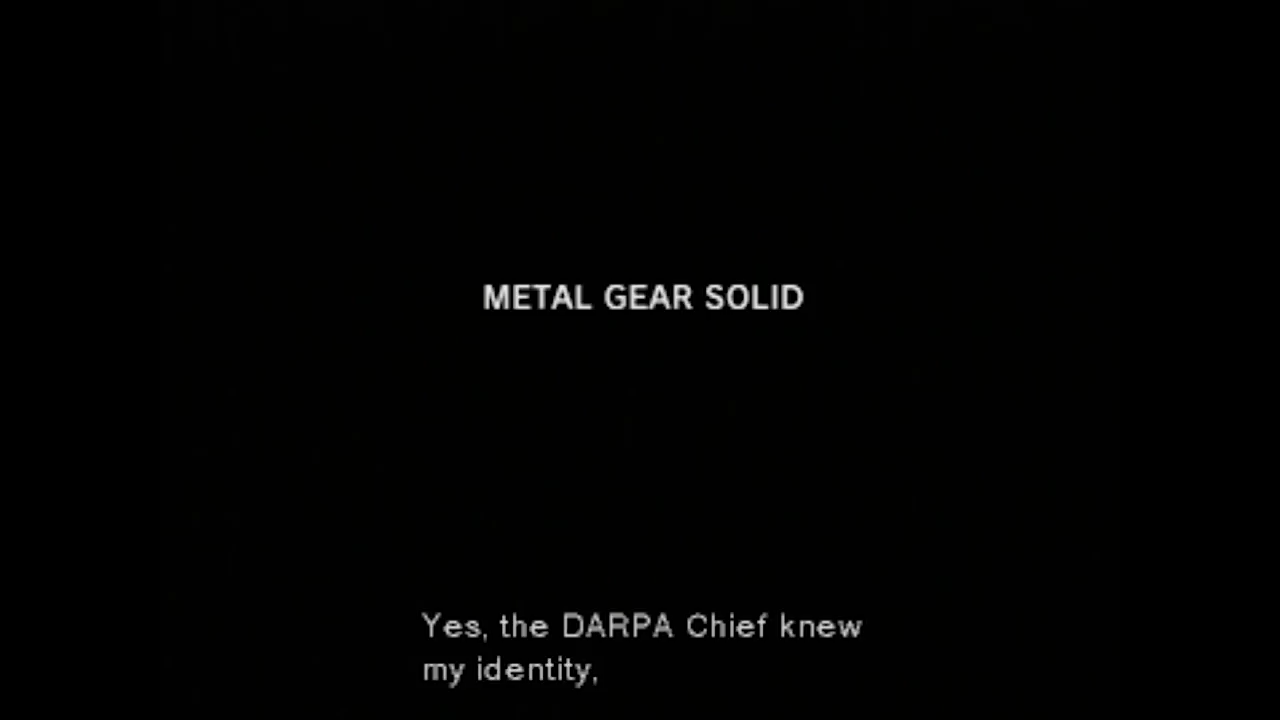 METAL GEAR SOLID
Yes, the DARPA Chief knew
my identity,